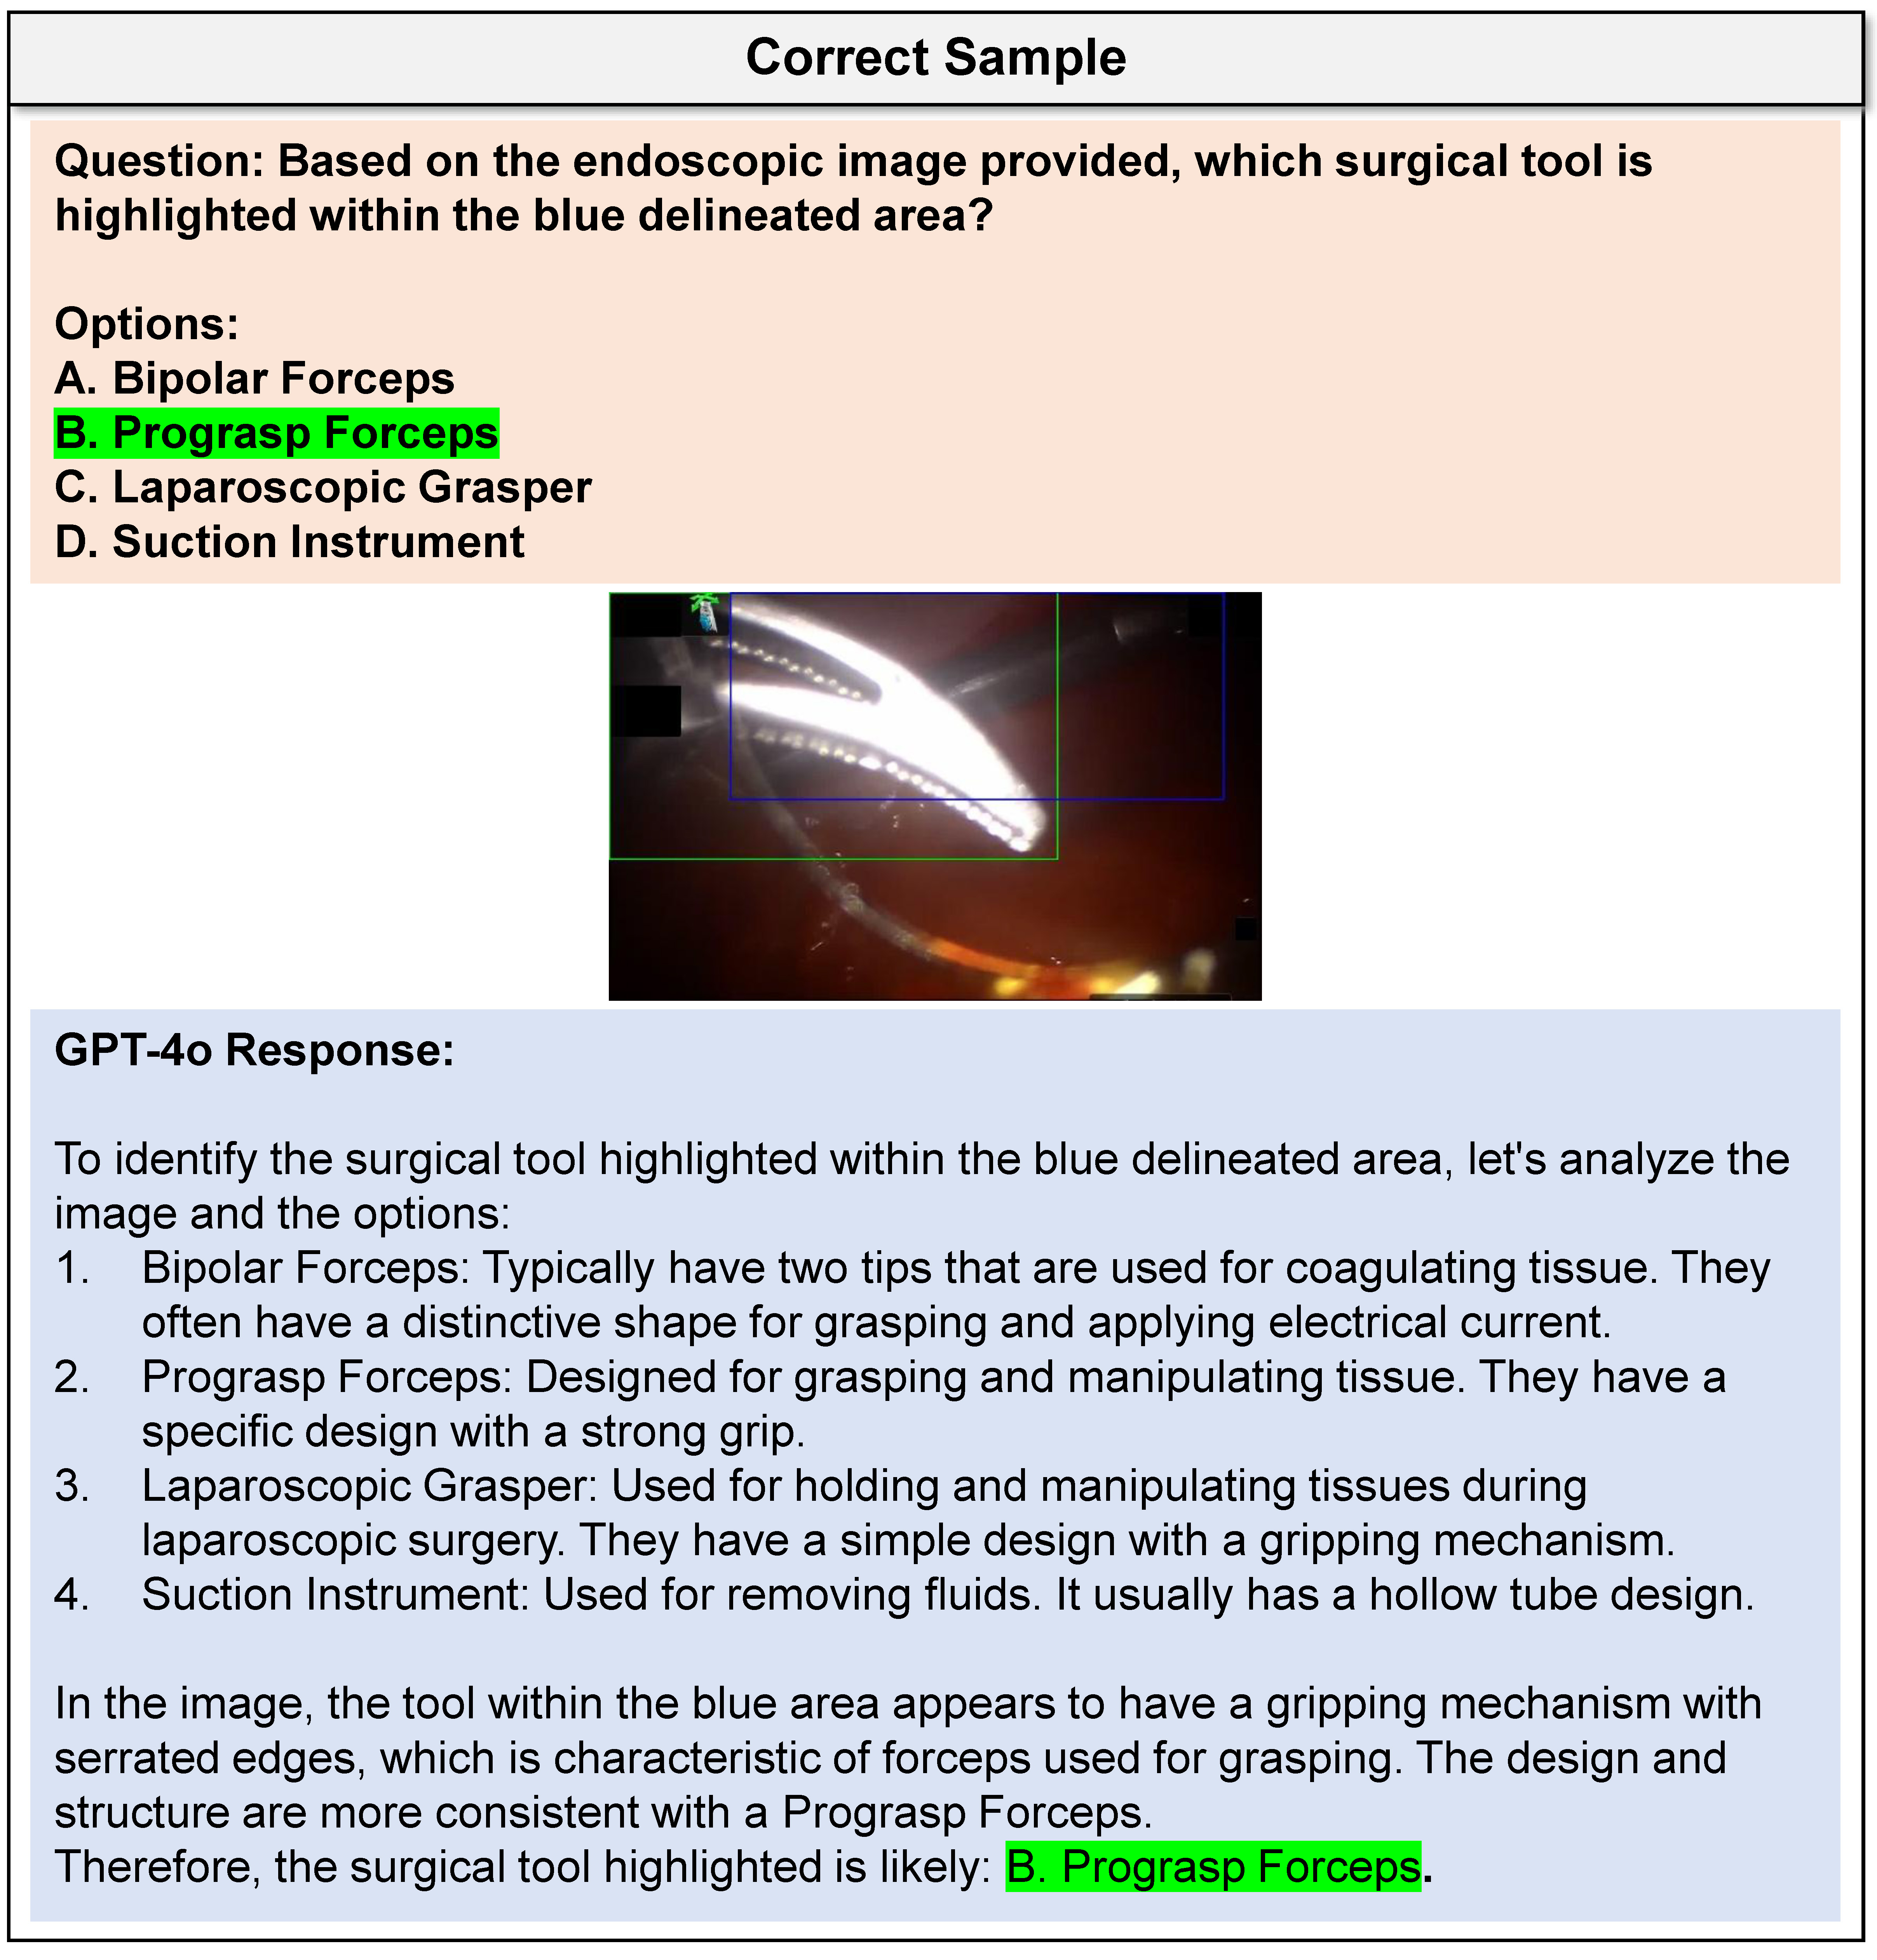 Correct Sample
Question: Based on the endoscopic image provided, which surgical tool is
highlighted within the blue delineated area?
Options:
A. Bipolar Forceps
B. Prograsp Forceps
C. Laparoscopic Grasper
D. Suction Instrument
GPT-4o Response:
To identify the surgical tool highlighted within the blue delineated area, let's analyze the
image and the options:
1. Bipolar Forceps: Typically have two tips that are used for coagulating tissue. They
often have a distinctive shape for grasping and applying electrical current.
2. Prograsp Forceps: Designed for grasping and manipulating tissue. They have a
specific design with a strong grip.
3. Laparoscopic Grasper: Used for holding and manipulating tissues during
laparoscopic surgery. They have a simple design with a gripping mechanism.
4. Suction Instrument: Used for removing fluids. It usually has a hollow tube design.
In the image, the tool within the blue area appears to have a gripping mechanism with
serrated edges, which is characteristic of forceps used for grasping. The design and
structure are more consistent with a Prograsp Forceps.
Therefore, the surgical tool highlighted is likely: B. Prograsp Forceps.